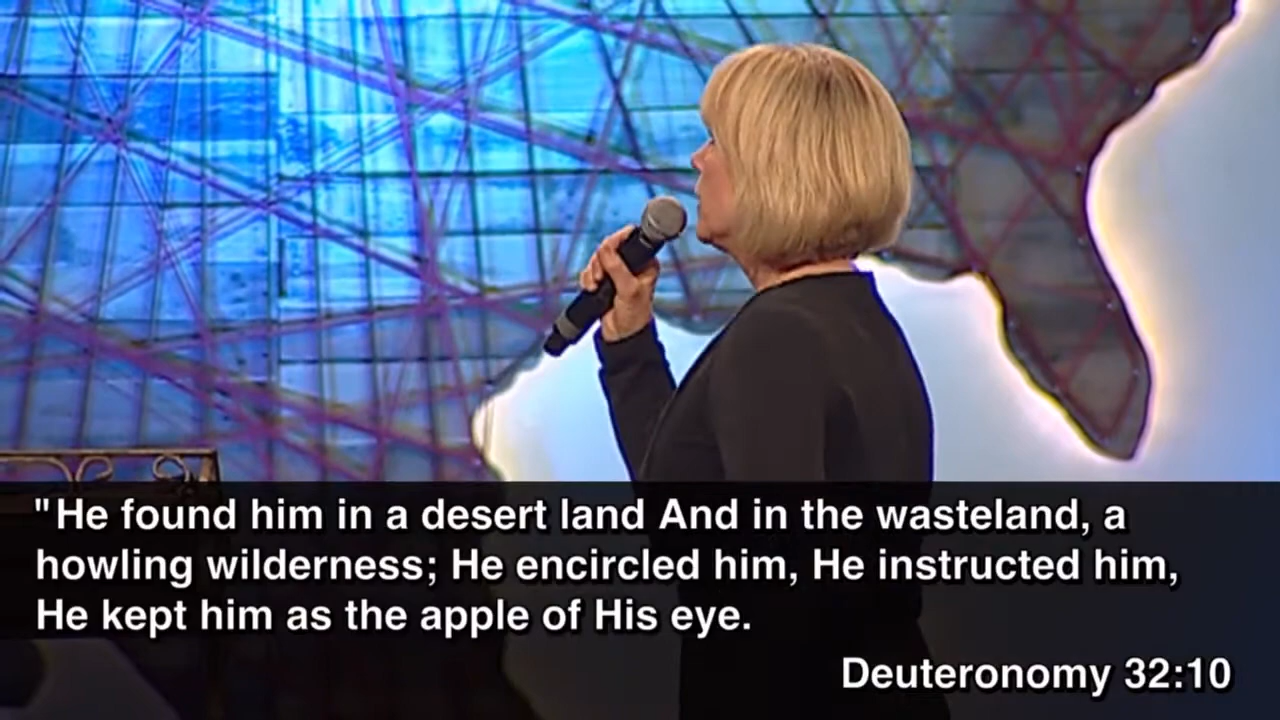 "He found him in a desert land And in the wasteland, a
howling wilderness; He encircled him, He instructed him,
He kept him as the apple of His eye.
Deuteronomy 32:10